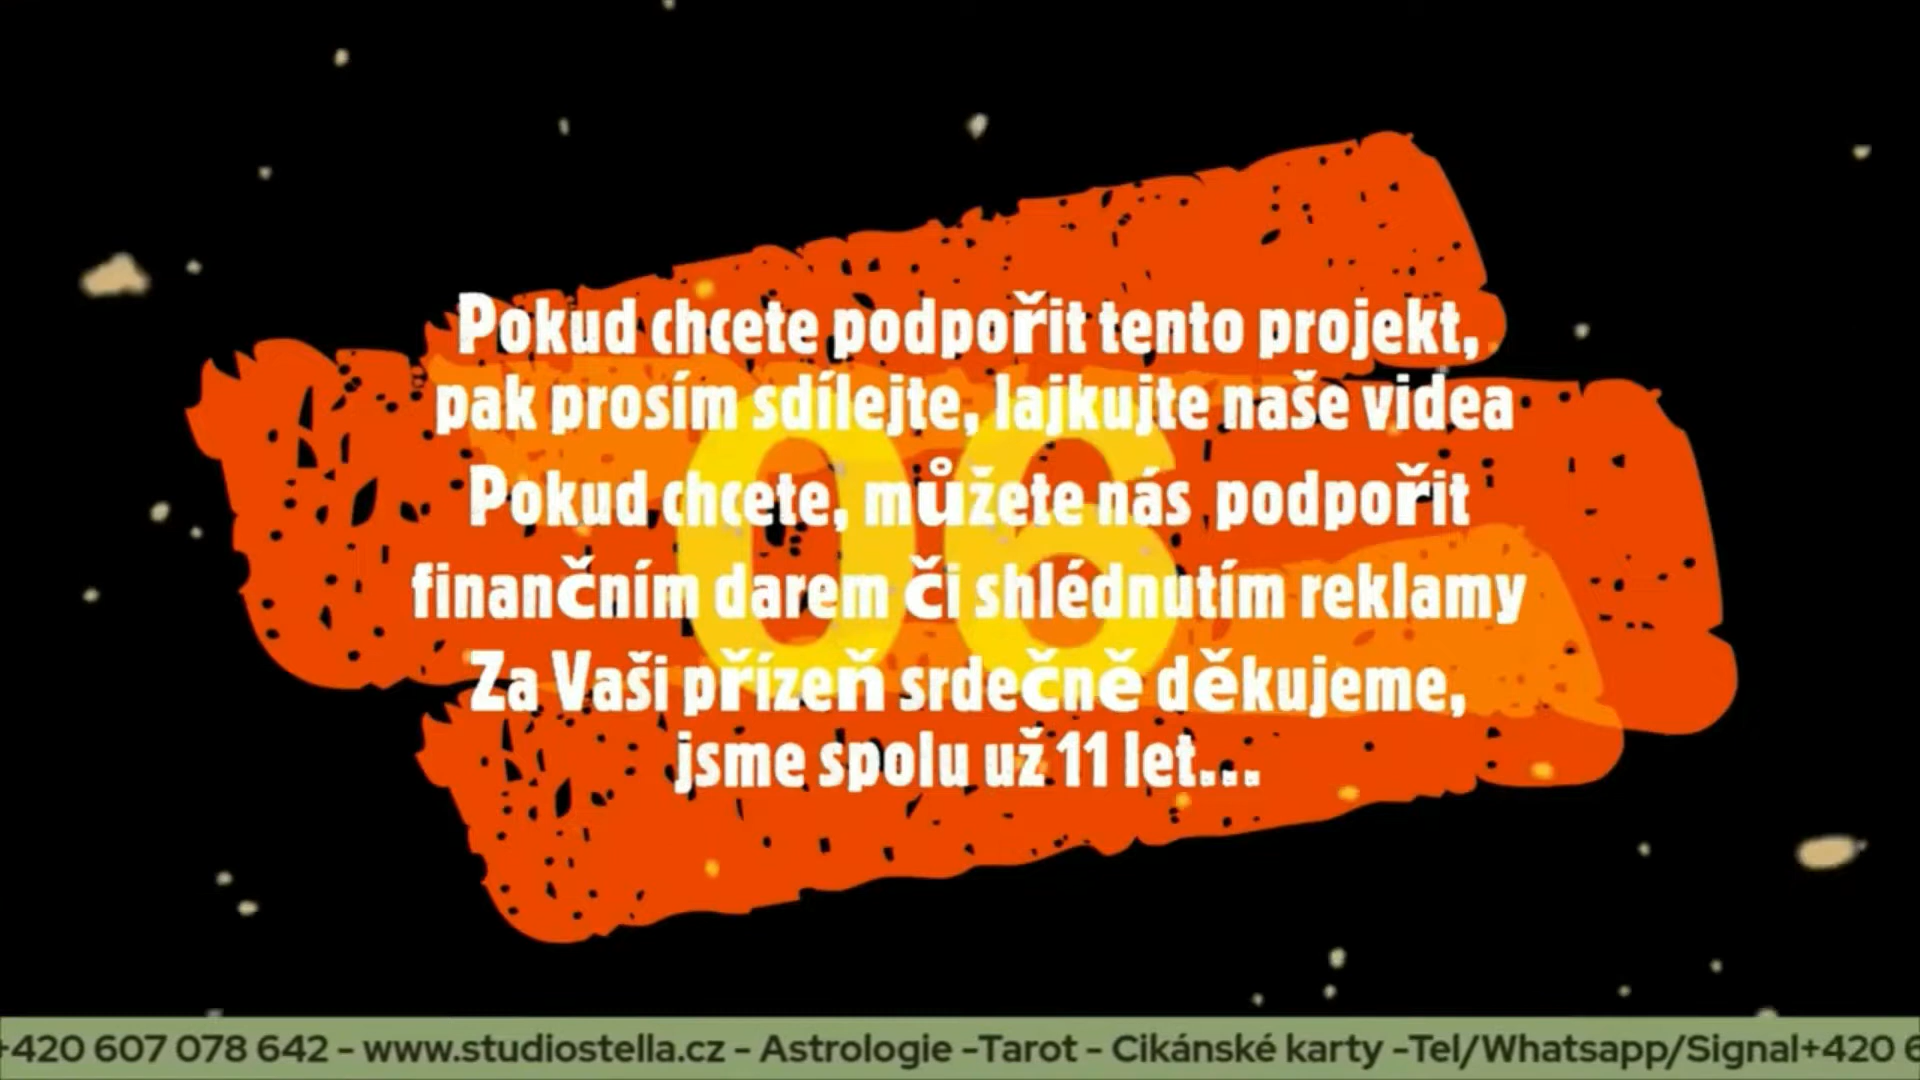 Pokud chcete podpořit tento projekt,
pak prosím sdílejte, lajkujte naše videa
Pokud chcete, můžete nás podpořit
finančním darem či shlédnutím reklamy
Za Vaši přízeň srdečně děkujeme,
jsme spolu už 11 let...
06
+420 607 078 642 - www.studiostella.cz - Astrologie -Tarot - Cikánské karty -Tel/Whatsapp/Signal+420 6